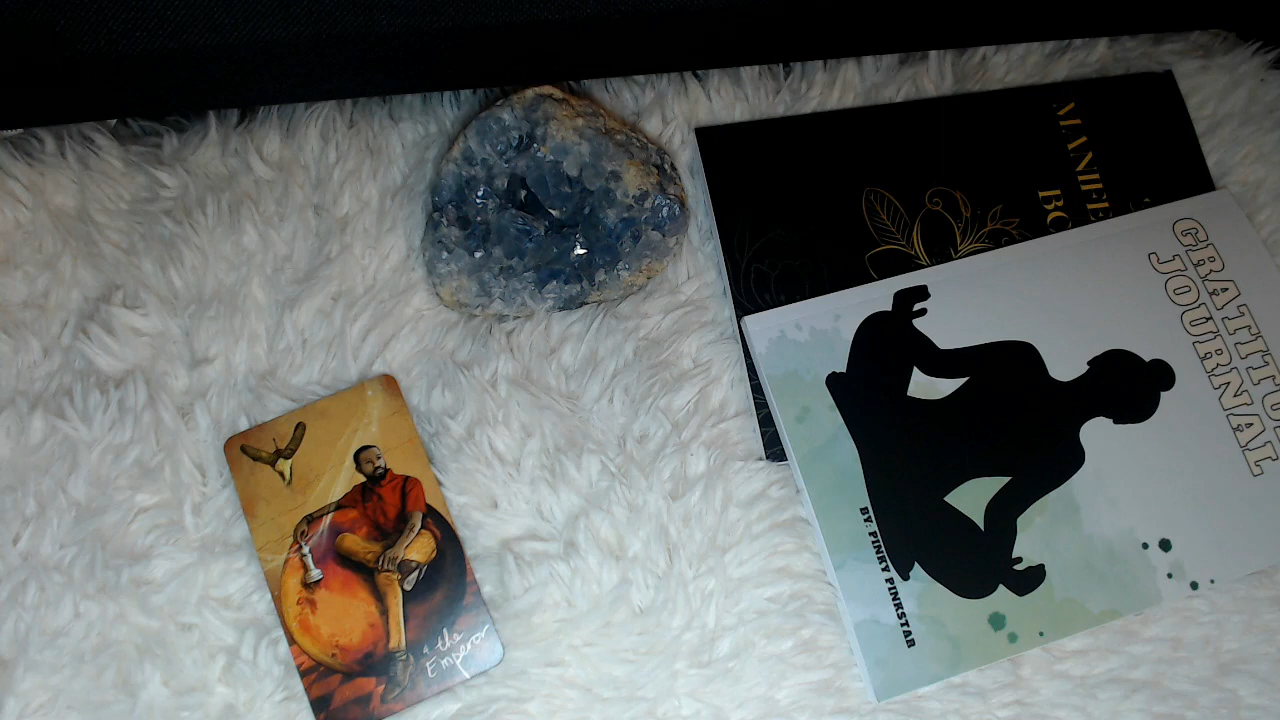 GRATITU
JOURNAL
BY: PINKY PINKSTAR
MANIFE
BO
4 the
Emperor